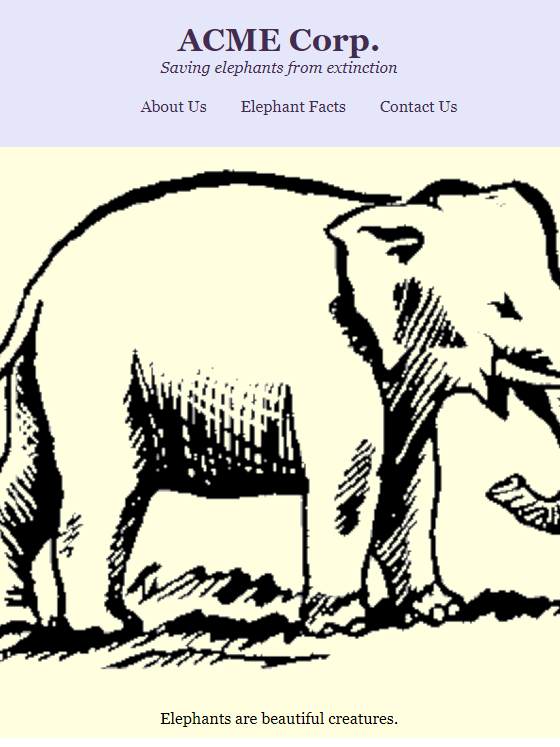 ACME Corp.
Saving elephants from extinction
About Us Elephant Facts Contact Us
Elephants are beautiful creatures.